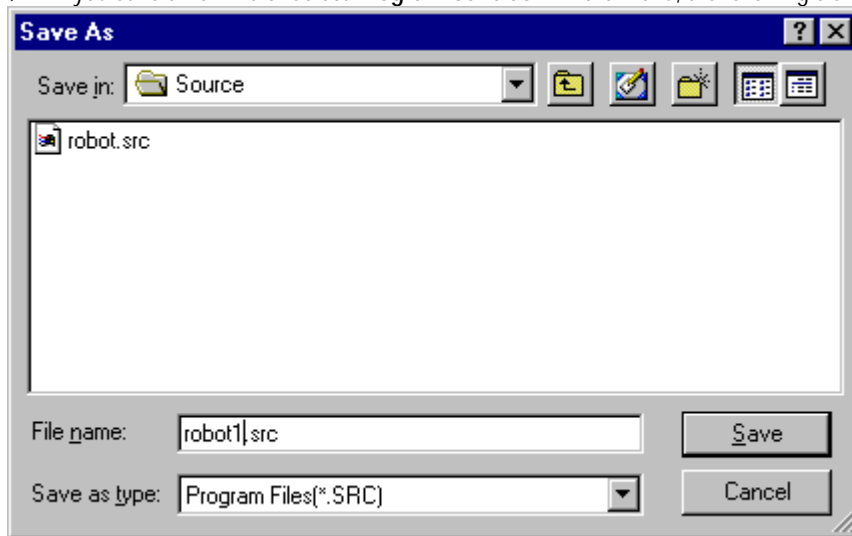 Save As
Save in: Source
robot.src
File name: robot1.src Save
Save as type: Program Files(*.SRC) Cancel